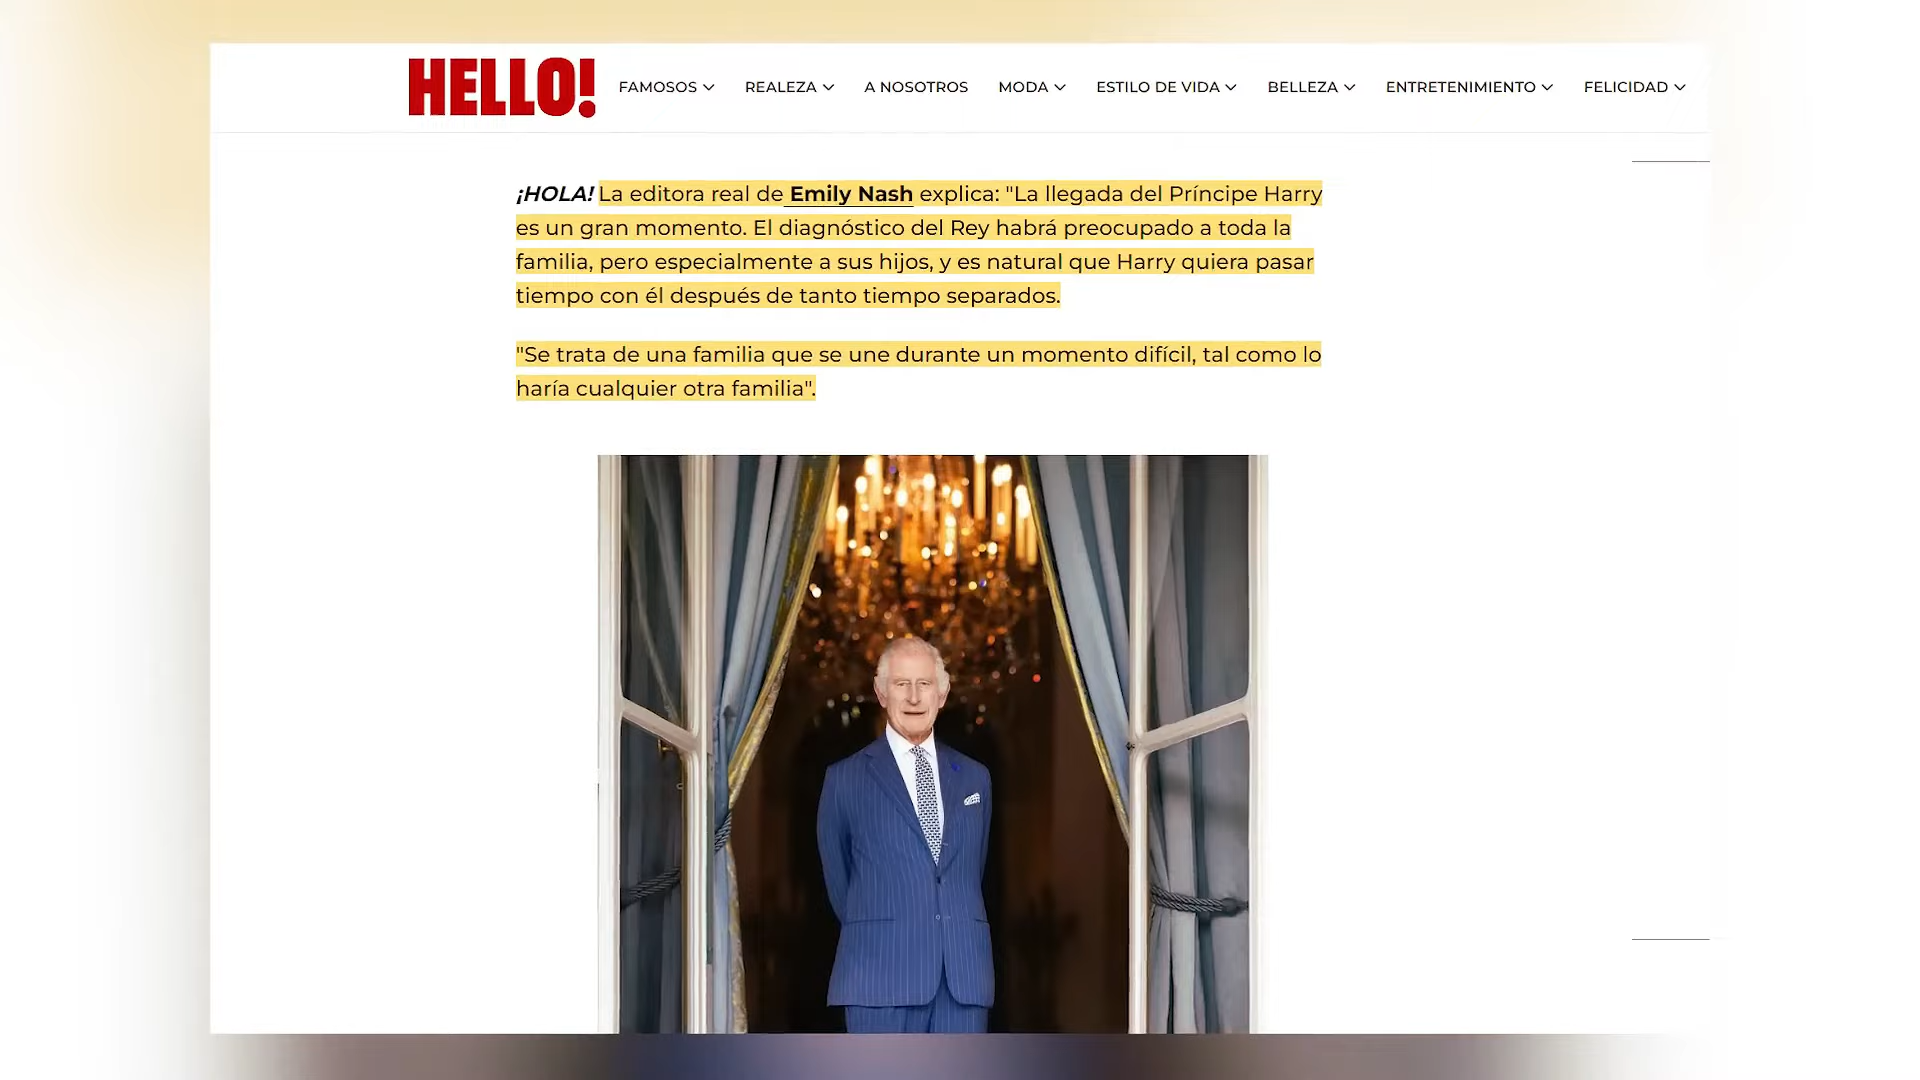 HELLO!
FAMOSOS
REALEZA
A NOSOTROS
MODA
ESTILO DE VIDA
BELLEZA
ENTRETENIMIENTO
FELICIDAD
¡HOLA! La editora real de Emily Nash explica: "La llegada del Príncipe Harry
es un gran momento. El diagnóstico del Rey habrá preocupado a toda la
familia, pero especialmente a sus hijos, y es natural que Harry quiera pasar
tiempo con él después de tanto tiempo separados.
"Se trata de una familia que se une durante un momento difícil, tal como lo
haría cualquier otra familia".